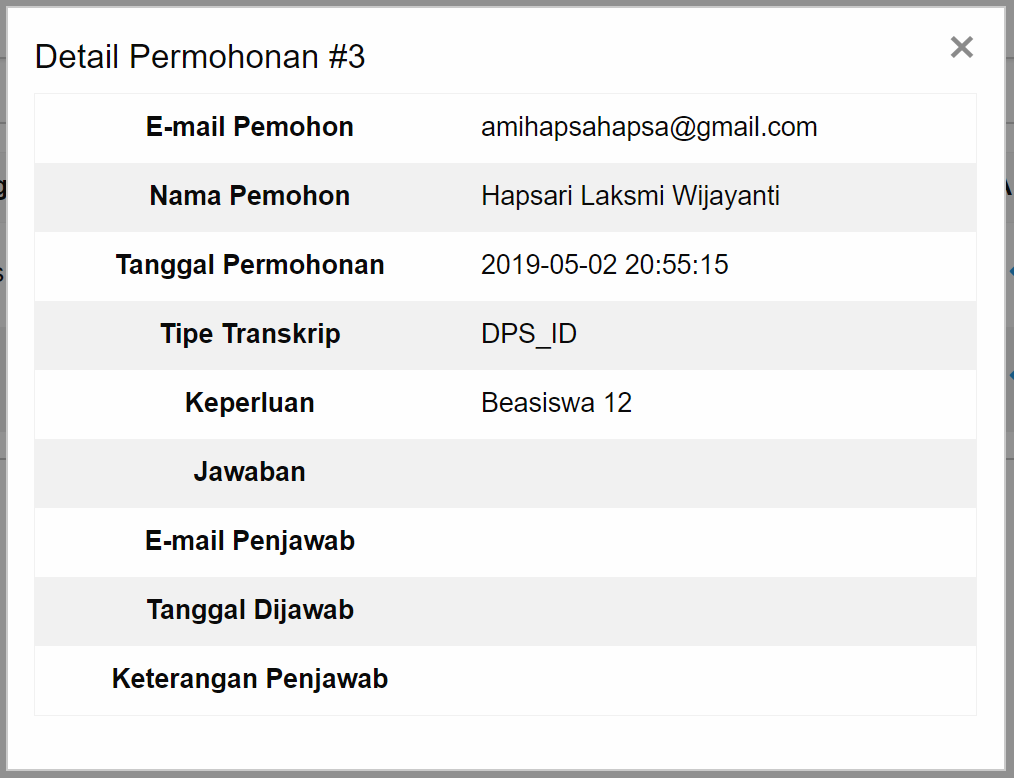 Detail Permohonan #3
E-mail Pemohon amihapsahapsa@gmail.com
Nama Pemohon Hapsari Laksmi Wijayanti
Tanggal Permohonan 2019-05-02 20:55:15
Tipe Transkrip DPS_ID
Keperluan Beasiswa 12
Jawaban
E-mail Penjawab
Tanggal Dijawab
Keterangan Penjawab